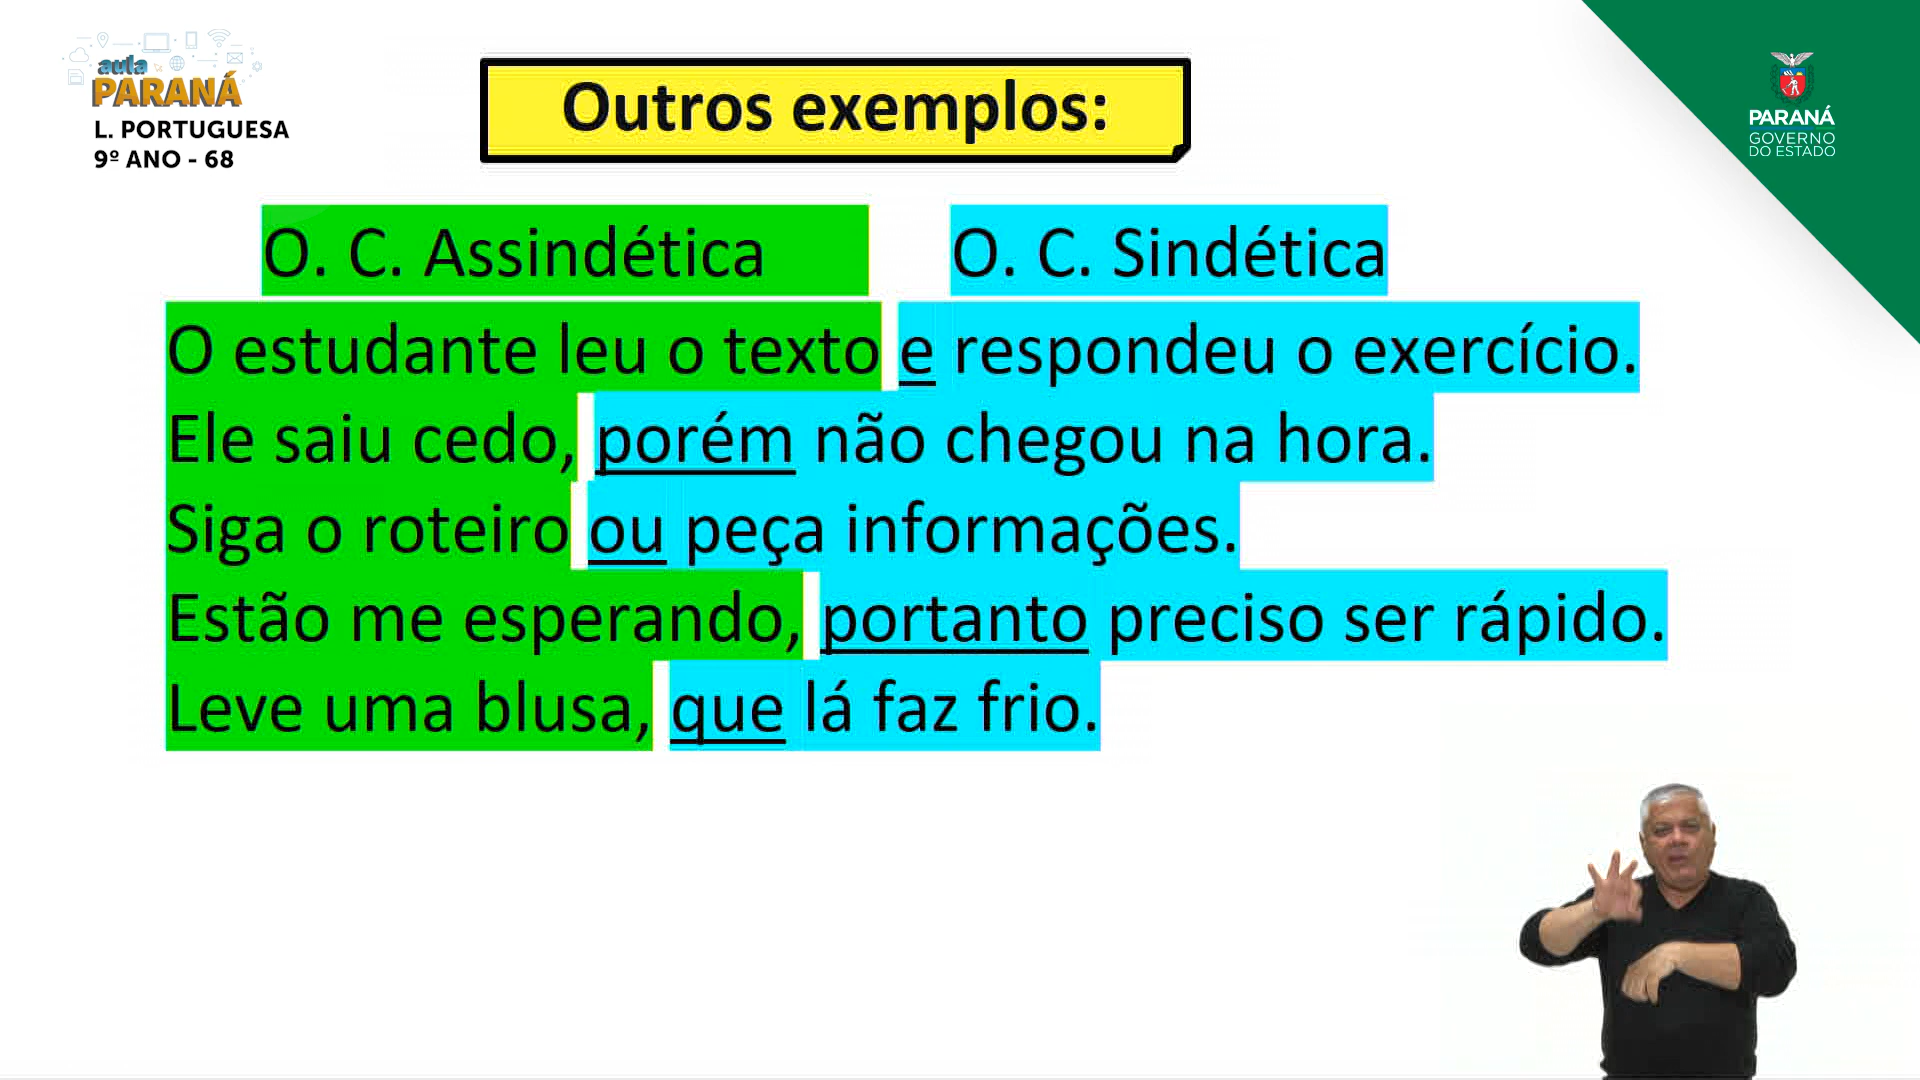 aula
PARANÁ
L. PORTUGUESA
9º ANO - 68
Outros exemplos:
PARANÁ
GOVERNO
DO ESTADO
O. C. Assindética O. C. Sindética
O estudante leu o texto e respondeu o exercício.
Ele saiu cedo, porém não chegou na hora.
Siga o roteiro ou peça informações.
Estão me esperando, portanto preciso ser rápido.
Leve uma blusa, que lá faz frio.